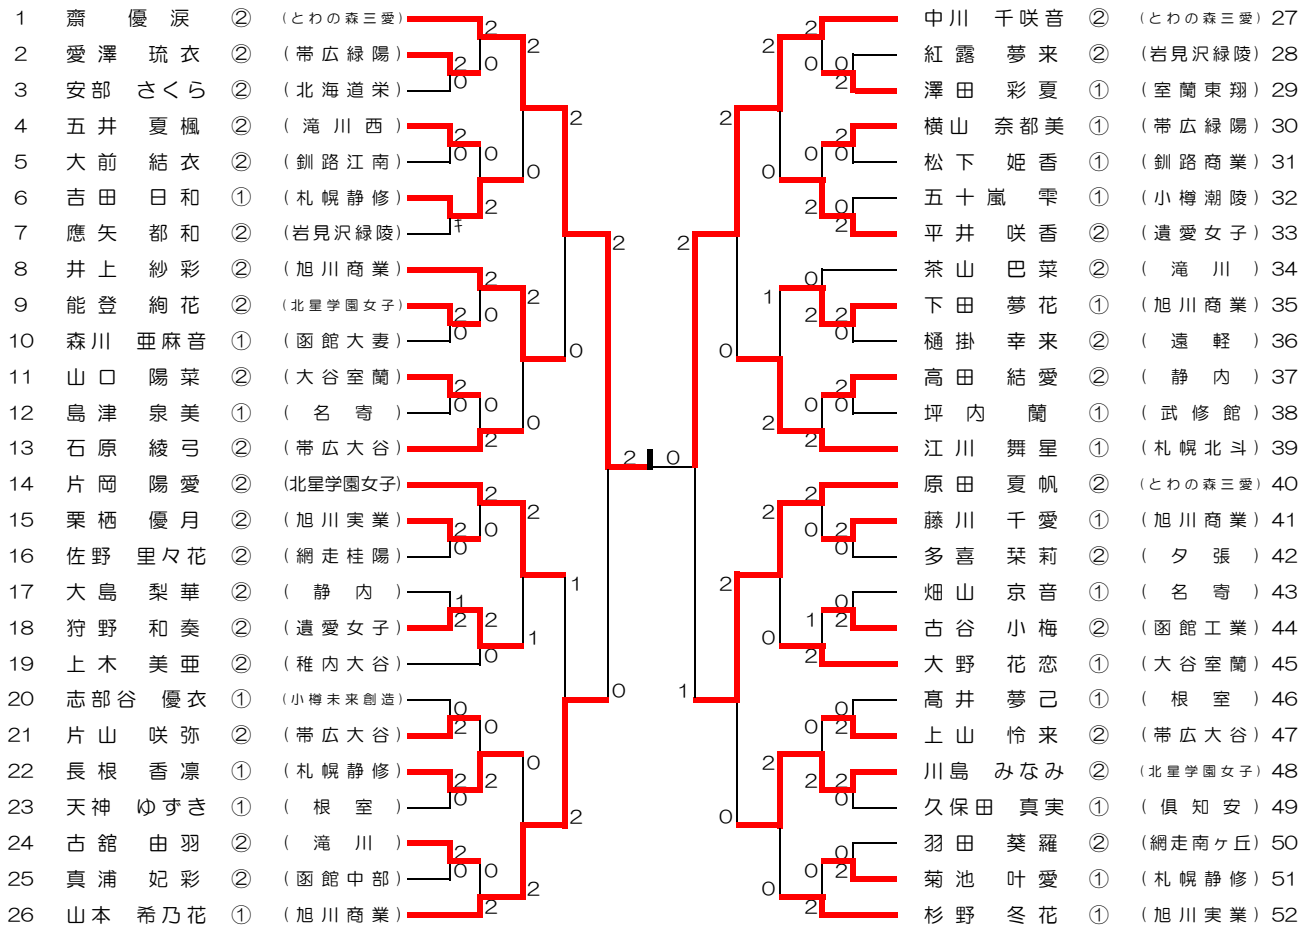 1 齋 優涙 ② (とわの森三愛) 中川 千咲音 ② (とわの森三愛) 27
2 愛澤 琉衣 ② (帯広緑陽) 紅露 夢来 ② (岩見沢緑陵) 28
3 安部 さくら ② (北海道栄) 澤田 彩夏 ① (室蘭東翔) 29
4 五井 夏楓 ② (滝川西) 横山 奈都美 ① (帯広緑陽) 30
5 大前 結衣 ② (釧路江南) 松下 姫香 ① (釧路商業) 31
6 吉田 日和 ① (札幌静修) 五十嵐 雫 ① (小樽潮陵) 32
7 應矢 都和 ② (岩見沢緑陵) 平井 咲香 ② (遺愛女子) 33
8 井上 紗彩 ② (旭川商業) 茶山 巴菜 ② (滝川) 34
9 能登 絢花 ② (北星学園女子) 下田 夢花 ① (旭川商業) 35
10 森川 亜麻音 ① (函館大妻) 樋掛 幸来 ② (遠軽) 36
11 山口 陽菜 ② (大谷室蘭) 高田 結愛 ② (静内) 37
12 島津 泉美 ① (名寄) 坪内 蘭 ① (武修館) 38
13 石原 綾弓 ② (帯広大谷) 江川 舞星 ① (札幌北斗) 39
14 片岡 陽愛 ② (北星学園女子) 原田 夏帆 ② (とわの森三愛) 40
15 栗栖 優月 ② (旭川実業) 藤川 千愛 ① (旭川商業) 41
16 佐野 里々花 ② (網走桂陽) 多喜 栞莉 ② (夕張) 42
17 大島 梨華 ② (静内) 畑山 京音 ① (名寄) 43
18 狩野 和奏 ② (遺愛女子) 古谷 小梅 ② (函館工業) 44
19 上木 美亜 ② (稚内大谷) 大野 花恋 ① (大谷室蘭) 45
20 志部谷 優衣 ① (小樽未来創造) 髙井 夢己 ① (根室) 46
21 片山 咲弥 ② (帯広大谷) 上山 怜来 ② (帯広大谷) 47
22 長根 香凛 ① (札幌静修) 川島 みなみ ② (北星学園女子) 48
23 天神 ゆずき ① (根室) 久保田 真実 ① (倶知安) 49
24 古舘 由羽 ② (滝川) 羽田 葵羅 ② (網走南ヶ丘) 50
25 真浦 妃彩 ② (函館中部) 菊池 叶愛 ① (札幌静修) 51
26 山本 希乃花 ① (旭川商業) 杉野 冬花 ① (旭川実業) 52
2 0